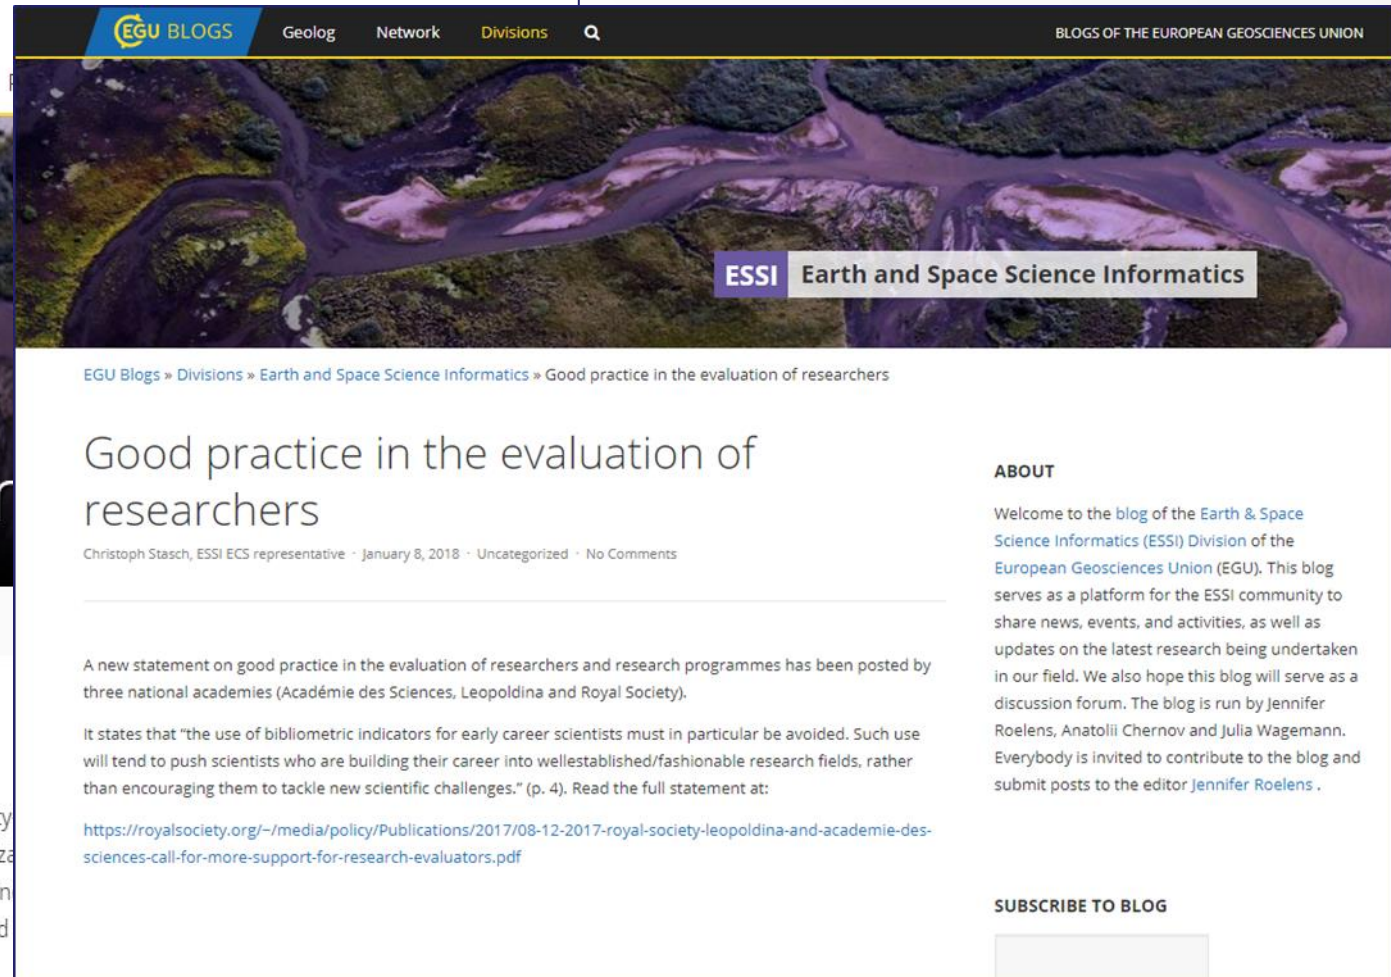 EGU BLOGS Geolog Network Divisions BLOGS OF THE EUROPEAN GEOSCIENCES UNION
ESSI Earth and Space Science Informatics
EGU Blogs » Divisions » Earth and Space Science Informatics » Good practice in the evaluation of researchers
Good practice in the evaluation of
researchers
Christoph Stasch, ESSI ECS representative · January 8, 2018 · Uncategorized · No Comments
A new statement on good practice in the evaluation of researchers and research programmes has been posted by
three national academies (Académie des Sciences, Leopoldina and Royal Society).
It states that “the use of bibliometric indicators for early career scientists must in particular be avoided. Such use
will tend to push scientists who are building their career into wellestablished/fashionable research fields, rather
than encouraging them to tackle new scientific challenges.” (p. 4). Read the full statement at:
https://royalsociety.org/~/media/policy/Publications/2017/08-12-2017-royal-society-leopoldina-and-academie-des-
sciences-call-for-more-support-for-research-evaluators.pdf
ABOUT
Welcome to the blog of the Earth & Space
Science Informatics (ESSI) Division of the
European Geosciences Union (EGU). This blog
serves as a platform for the ESSI community to
share news, events, and activities, as well as
updates on the latest research being undertaken
in our field. We also hope this blog will serve as a
discussion forum. The blog is run by Jennifer
Roelens, Anatolii Chernov and Julia Wagemann.
Everybody is invited to contribute to the blog and
submit posts to the editor Jennifer Roelens .
SUBSCRIBE TO BLOG